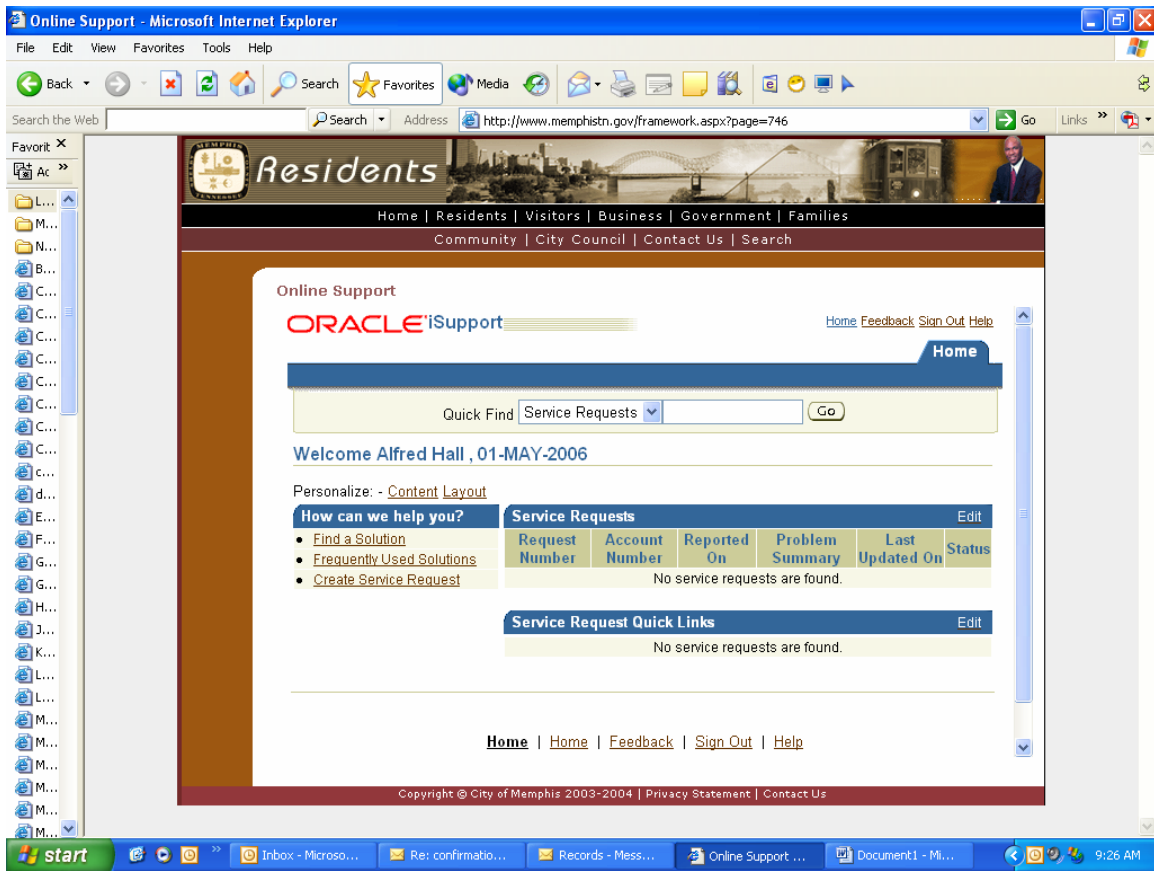 Online Support - Microsoft Internet Explorer
File Edit View Favorites Tools Help
Back Search Favorites Media
Search the Web Search Address http://www.memphistn.gov/framework.aspx?page=746 Go Links »
Favorit ×
Ac »
L...
M...
N...
B...
C...
C...
C...
C...
C...
C...
C...
C...
c...
d...
E...
F...
G...
G...
H...
J...
K...
L...
L...
M...
M...
M...
M...
M...
M...
MEMPHIS
TENNESSEE
Residents
Home | Residents | Visitors | Business | Government | Families
Community | City Council | Contact Us | Search
Online Support
ORACLE iSupport
Home Feedback Sign Out Help
Home
Quick Find Service Requests Go
Welcome Alfred Hall , 01-MAY-2006
Personalize: - Content Layout
How can we help you?
• Find a Solution
• Frequently Used Solutions
• Create Service Request
Service Requests Edit
Request Number Account Number Reported On Problem Summary Last Updated On Status
No service requests are found.
Service Request Quick Links Edit
No service requests are found.
Home | Home | Feedback | Sign Out | Help
Copyright © City of Memphis 2003-2004 | Privacy Statement | Contact Us
start » Inbox - Microso... Re: confirmatio... Records - Mess... Online Support ... Document1 - Mi... 9:26 AM